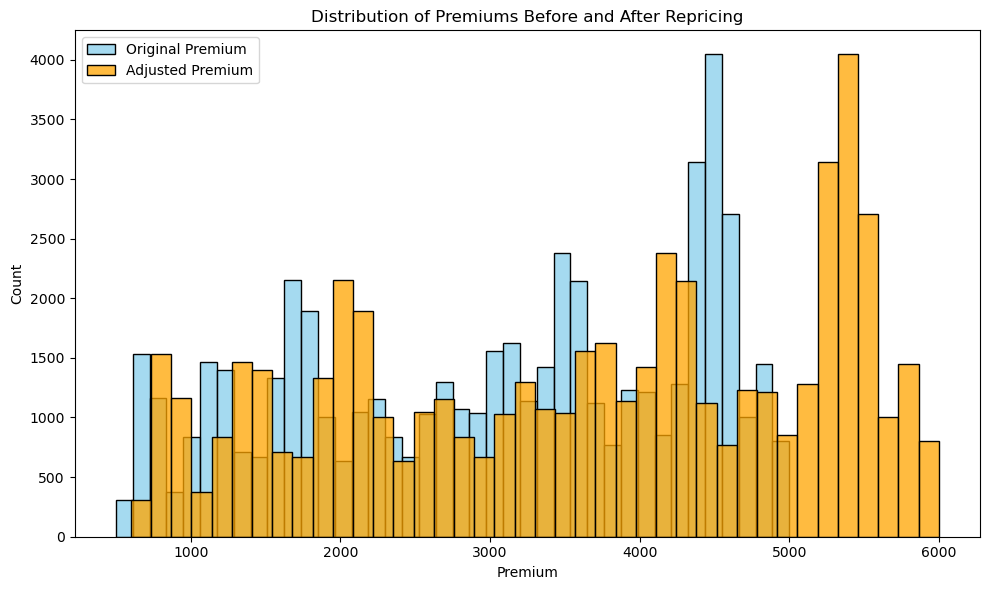 Distribution of Premiums Before and After Repricing
Original Premium
Adjusted Premium
Count
4000
3500
3000
2500
2000
1500
1000
500
0
1000 2000 3000 4000 5000 6000
Premium